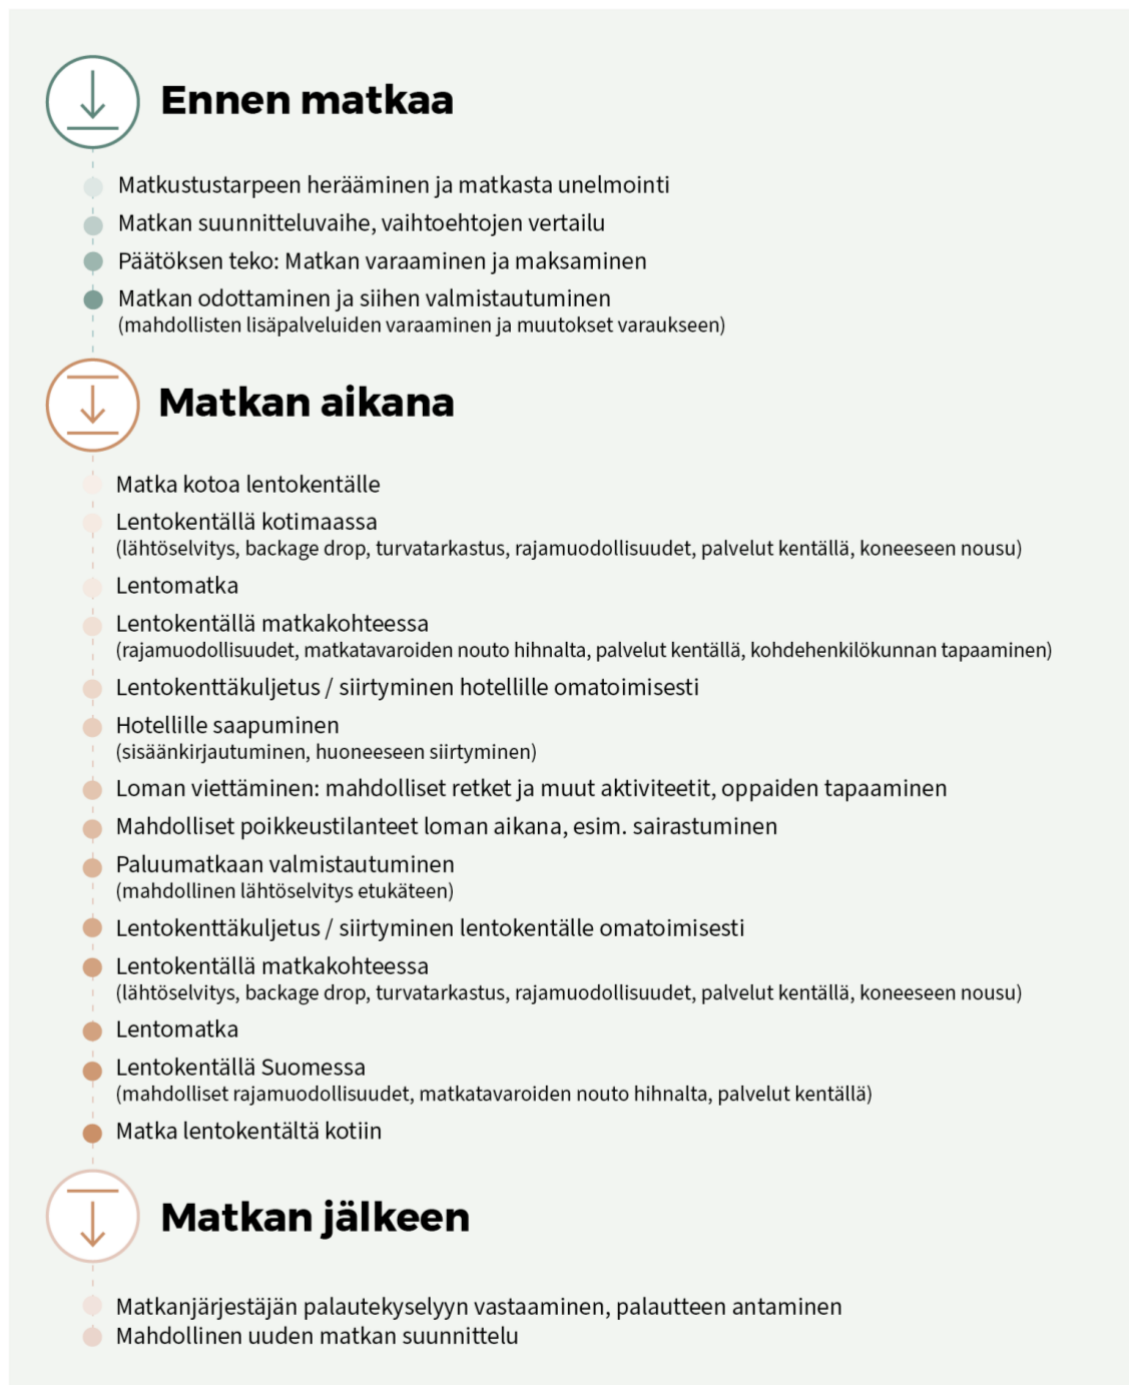 Ennen matkaa
Matkustustarpeen herääminen ja matkasta unelmointi
Matkan suunnitteluvaihe, vaihtoehtojen vertailu
Päätöksen teko: Matkan varaaminen ja maksaminen
Matkan odottaminen ja siihen valmistautuminen
(mahdollisten lisäpalveluiden varaaminen ja muutokset varaukseen)
Matkan aikana
Matka kotoa lentokentälle
Lentokentällä kotimaassa
(lähtöselvitys, backage drop, turvatarkastus, rajamuodollisuudet, palvelut kentällä, koneeseen nousu)
Lentomatka
Lentokentällä matkakohteessa
(rajamuodollisuudet, matkatavaroiden nouto hihnalta, palvelut kentällä, kohdehenkilökunnan tapaaminen)
Lentokenttäkuljetus / siirtyminen hotellille omatoimisesti
Hotellille saapuminen
(sisäänkirjautuminen, huoneeseen siirtyminen)
Loman viettäminen: mahdolliset retket ja muut aktiviteetit, oppaiden tapaaminen
Mahdolliset poikkeustilanteet loman aikana, esim. sairastuminen
Paluumatkaan valmistautuminen
(mahdollinen lähtöselvitys etukäteen)
Lentokenttäkuljetus / siirtyminen lentokentälle omatoimisesti
Lentokentällä matkakohteessa
(lähtöselvitys, backage drop, turvatarkastus, rajamuodollisuudet, palvelut kentällä, koneeseen nousu)
Lentomatka
Lentokentällä Suomessa
(mahdolliset rajamuodollisuudet, matkatavaroiden nouto hihnalta, palvelut kentällä)
Matka lentokentältä kotiin
Matkan jälkeen
Matkanjärjestäjän palautekyselyyn vastaaminen, palautteen antaminen
Mahdollinen uuden matkan suunnittelu